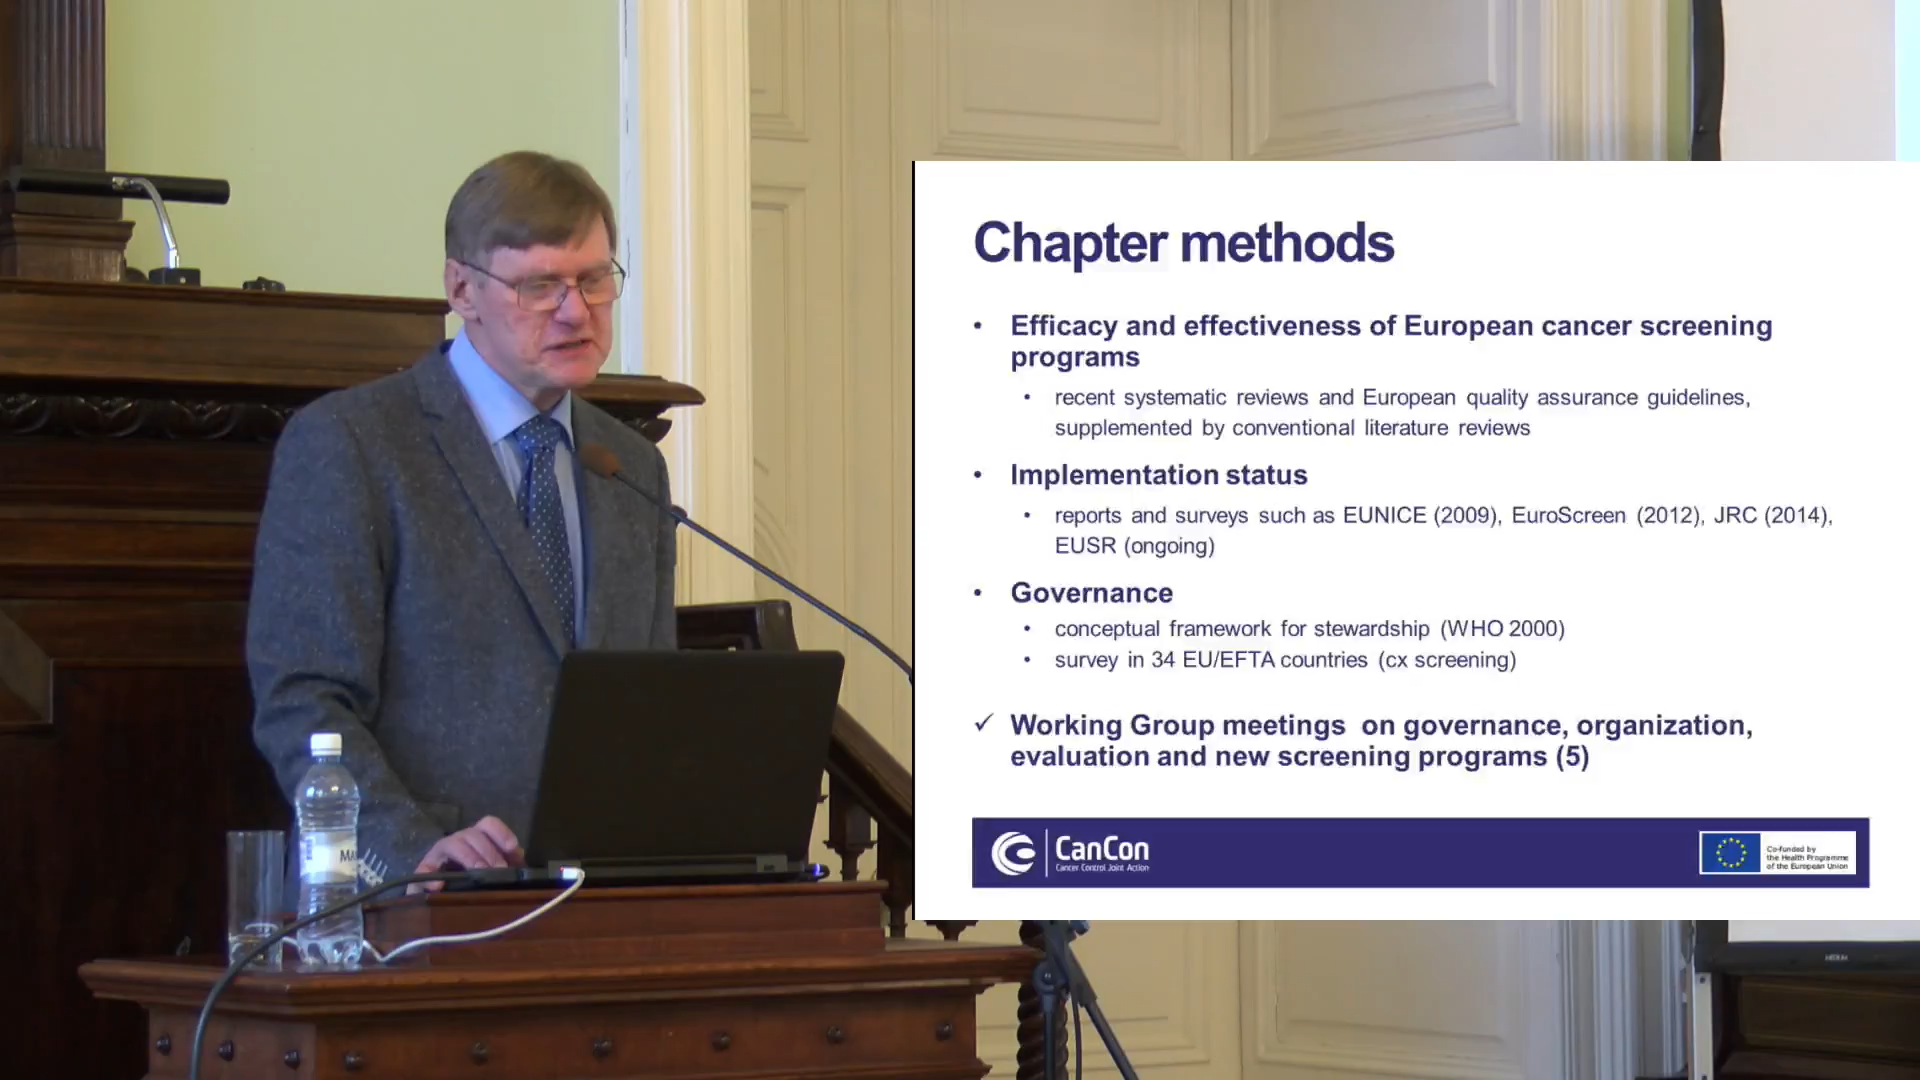 Chapter methods
• Efficacy and effectiveness of European cancer screening
programs
• recent systematic reviews and European quality assurance guidelines,
supplemented by conventional literature reviews
• Implementation status
• reports and surveys such as EUNICE (2009), EuroScreen (2012), JRC (2014),
EUSR (ongoing)
• Governance
• conceptual framework for stewardship (WHO 2000)
• survey in 34 EU/EFTA countries (cx screening)
✓ Working Group meetings on governance, organization,
evaluation and new screening programs (5)
CanCon
Cancer Control Joint Action
Co-funded by
the Health Programme
of the European Union